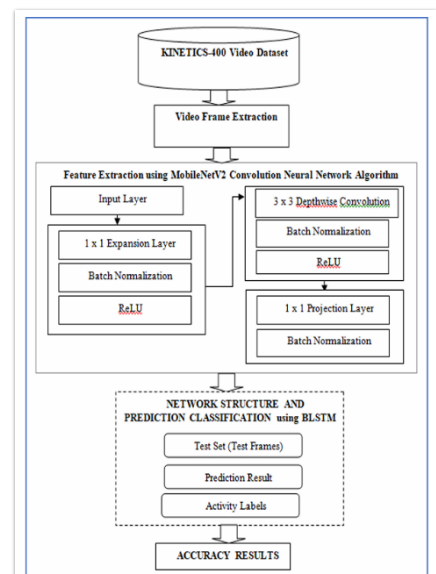 KINETICS-400 Video Dataset
Video Frame Extraction
Feature Extraction using MobileNetV2 Convolution Neural Network Algorithm
Input Layer
1 x 1 Expansion Layer
Batch Normalization
ReLU
3 x 3 Depthwise Convolution
Batch Normalization
ReLU
1 x 1 Projection Layer
Batch Normalization
NETWORK STRUCTURE AND
PREDICTION CLASSIFICATION using BLSTM
Test Set (Test Frames)
Prediction Result
Activity Labels
ACCURACY RESULTS